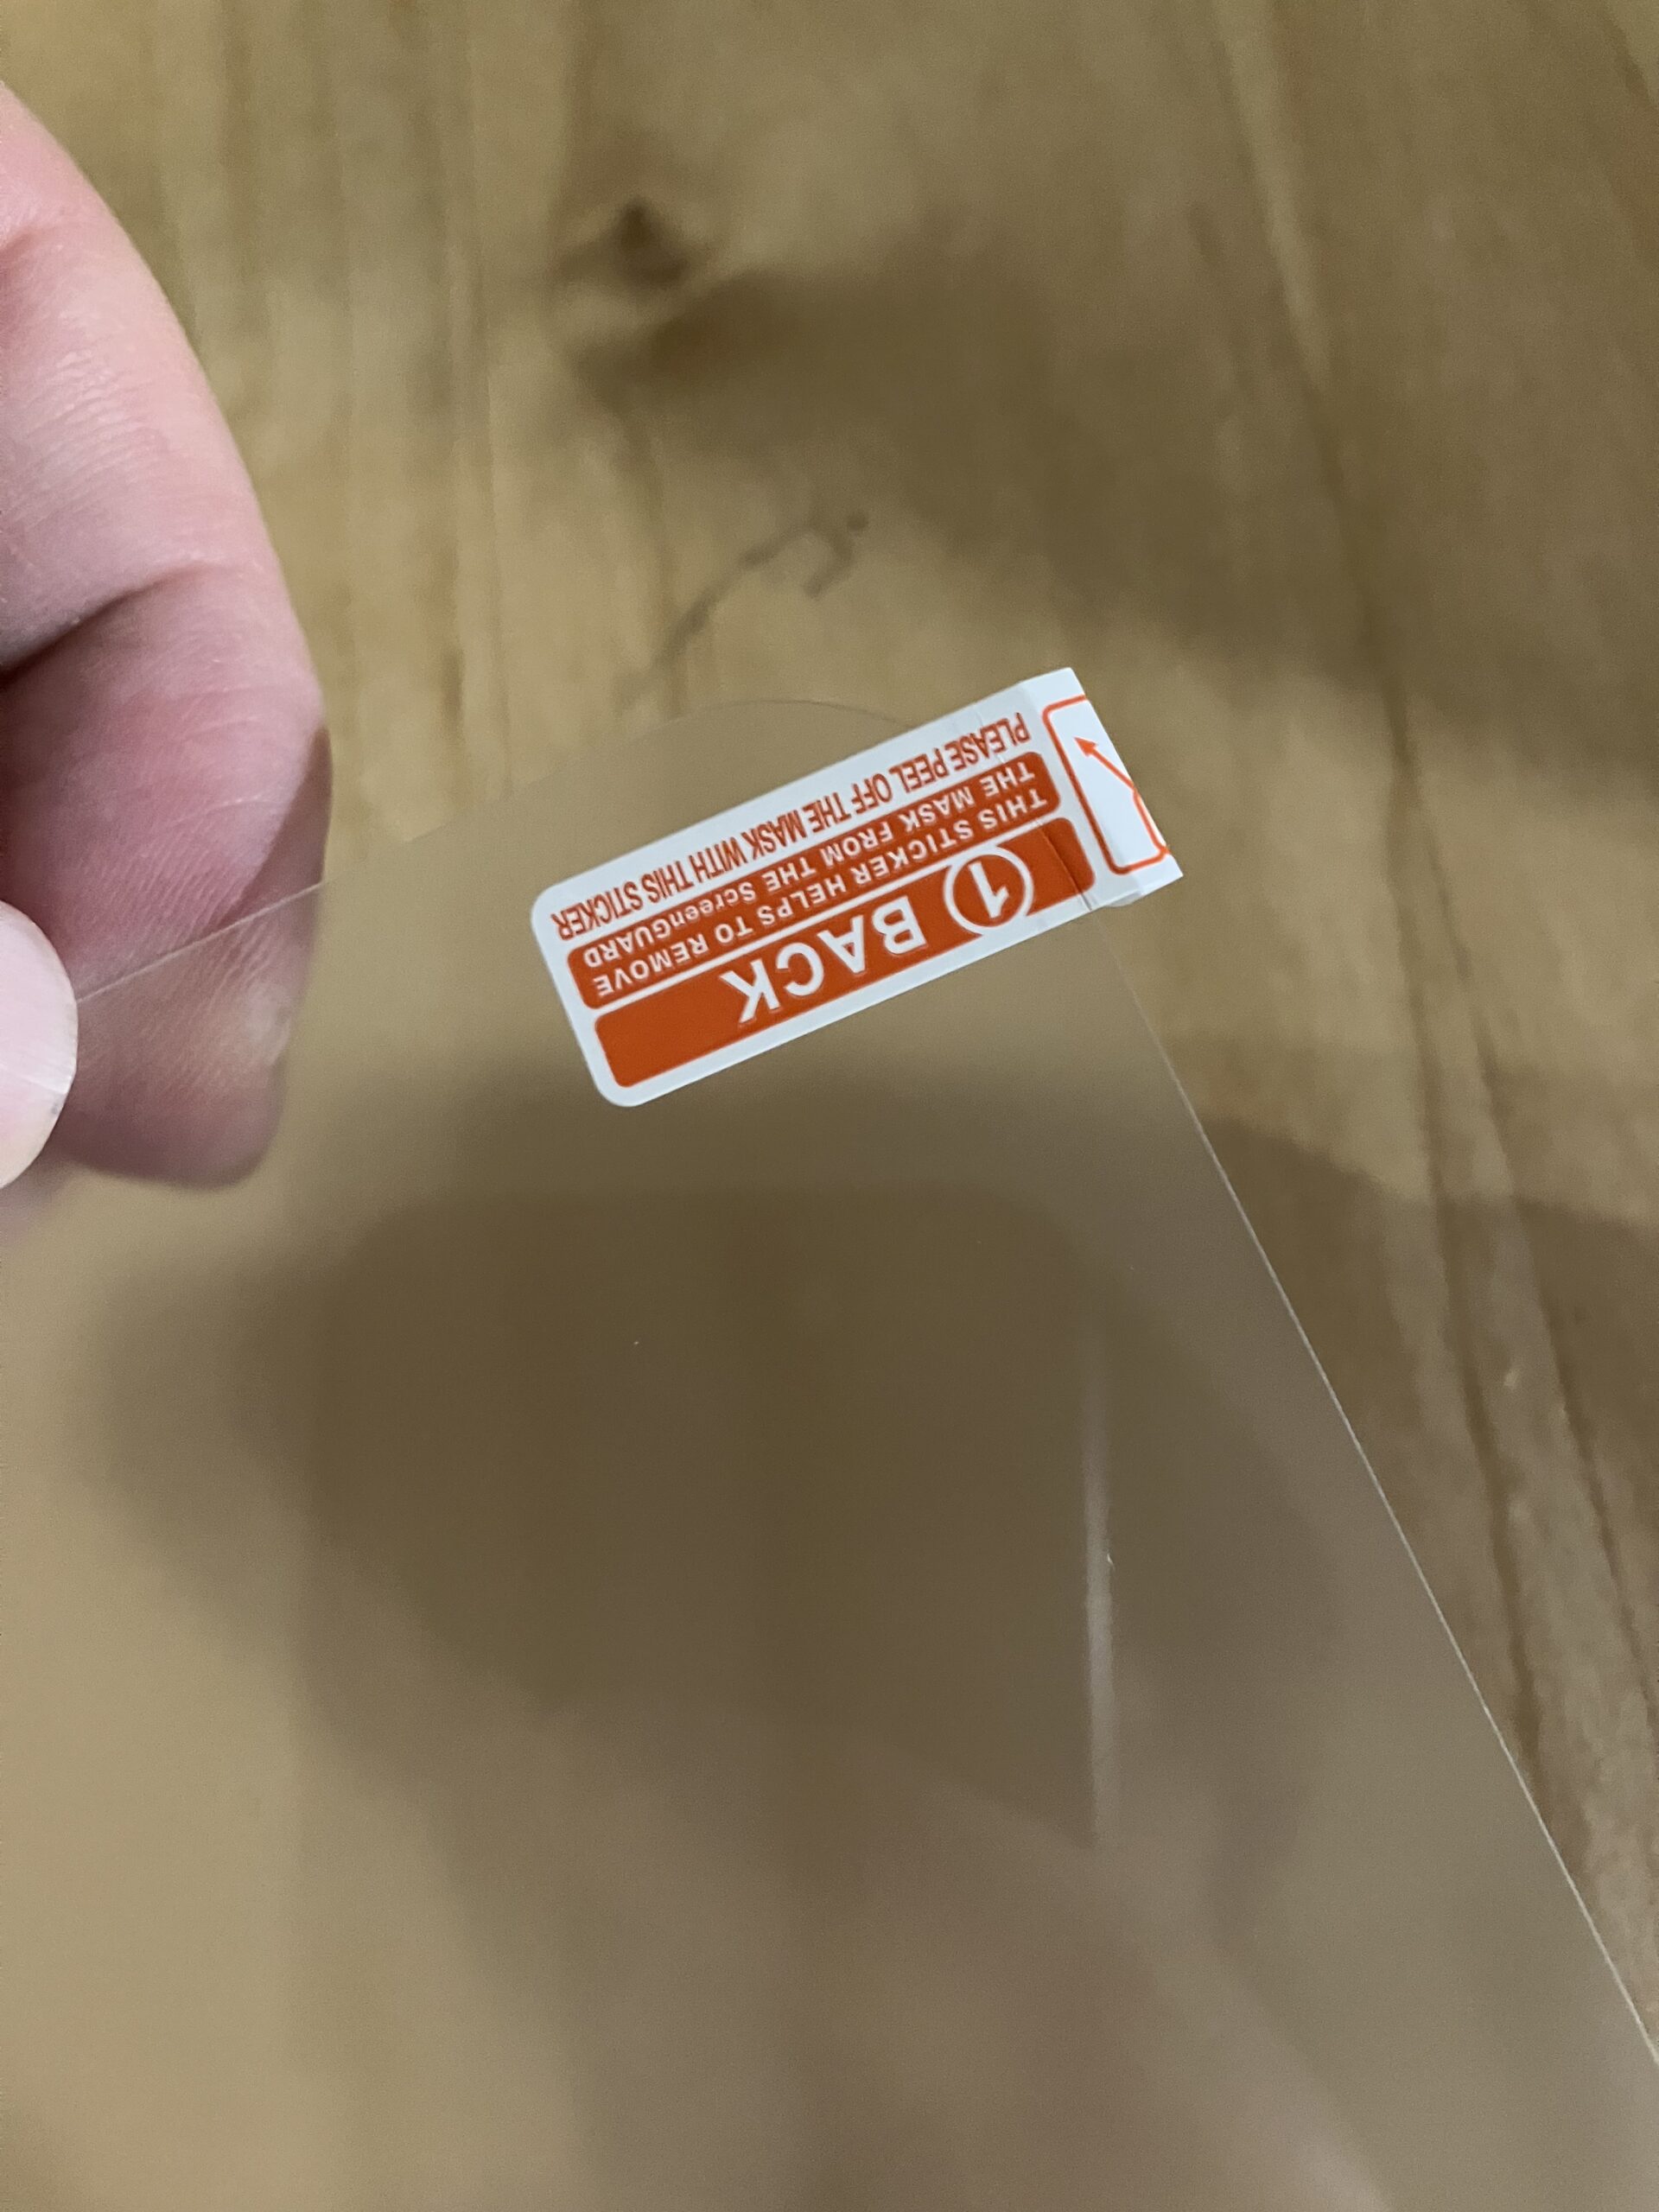 ① BACK
THIS STICKER HELPS TO REMOVE
THE MASK FROM THE ScreenGUARD
PLEASE PEEL OFF THE MASK WITH THIS STICKER